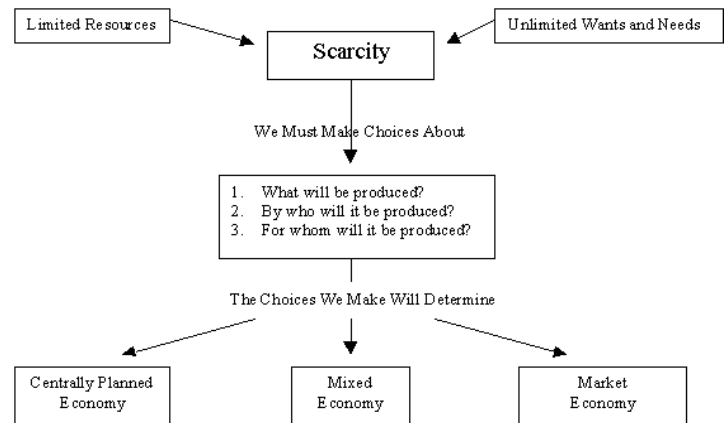 Limited Resources
Unlimited Wants and Needs
Scarcity
We Must Make Choices About
1. What will be produced?
2. By who will it be produced?
3. For whom will it be produced?
The Choices We Make Will Determine
Centrally Planned
Economy
Mixed
Economy
Market
Economy